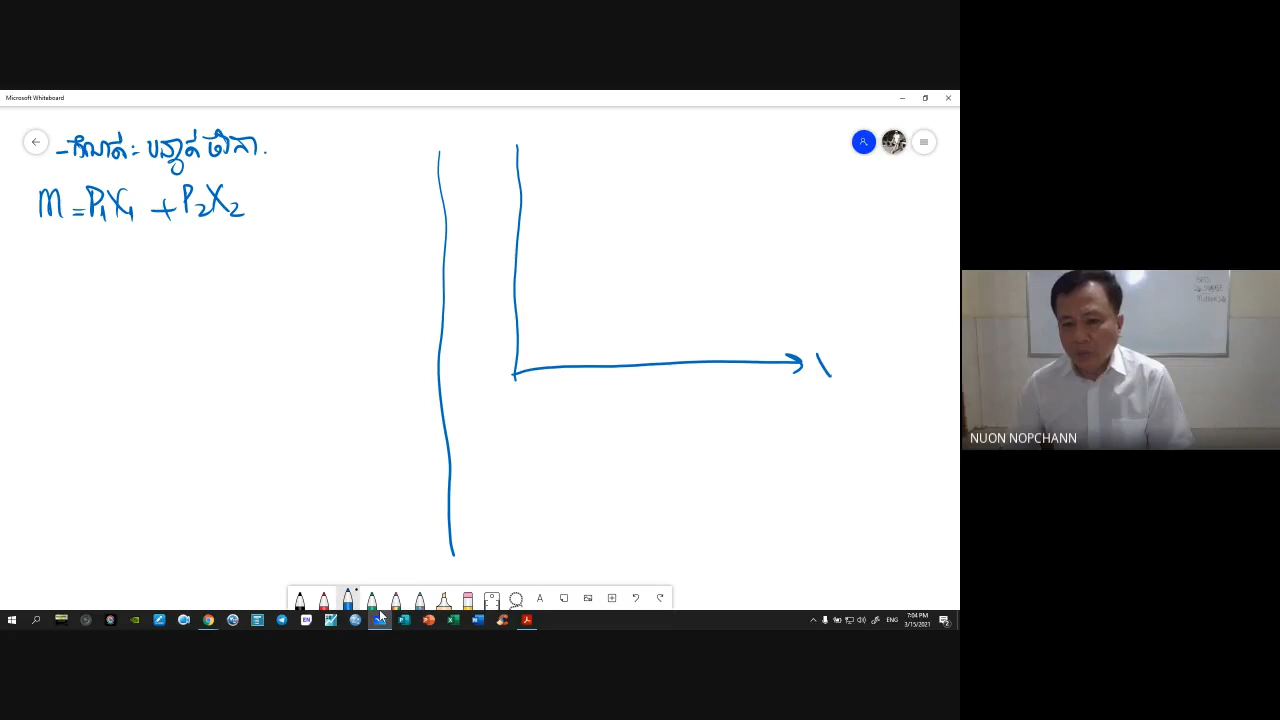 Microsoft Whiteboard
-កំណត់: បន្ទាត់ថវិកា.
M = P₁X₁ + P₂X₂
NUON NOPCHANN
A
EN
ENG
7:04 PM
3/15/2021